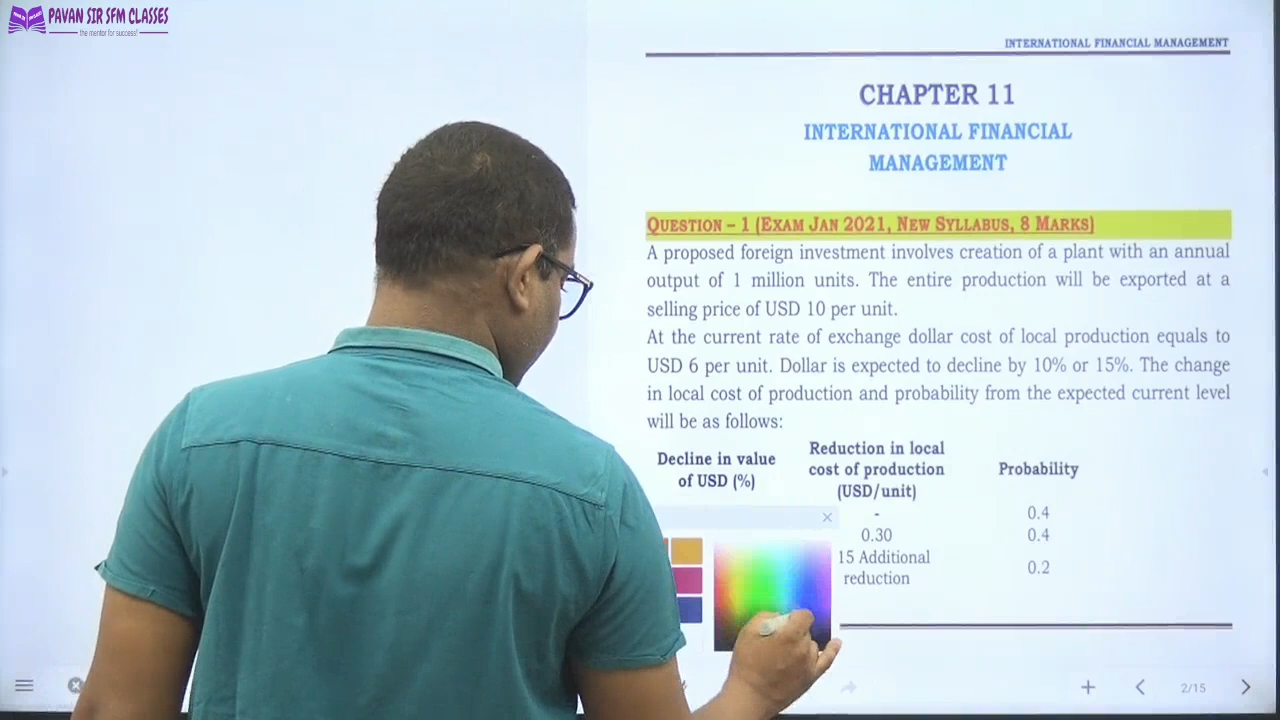 PAVAN SIR SFM CLASSES
the mentor for success!
INTERNATIONAL FINANCIAL MANAGEMENT
CHAPTER 11
INTERNATIONAL FINANCIAL
MANAGEMENT
QUESTION – 1 (EXAM JAN 2021, NEW SYLLABUS, 8 MARKS)
A proposed foreign investment involves creation of a plant with an annual
output of 1 million units. The entire production will be exported at a
selling price of USD 10 per unit.
At the current rate of exchange dollar cost of local production equals to
USD 6 per unit. Dollar is expected to decline by 10% or 15%. The change
in local cost of production and probability from the expected current level
will be as follows:
Decline in value of USD (%) Reduction in local cost of production (USD/unit) Probability
- 0.4
0.30 0.4
15 Additional reduction 0.2
2/15